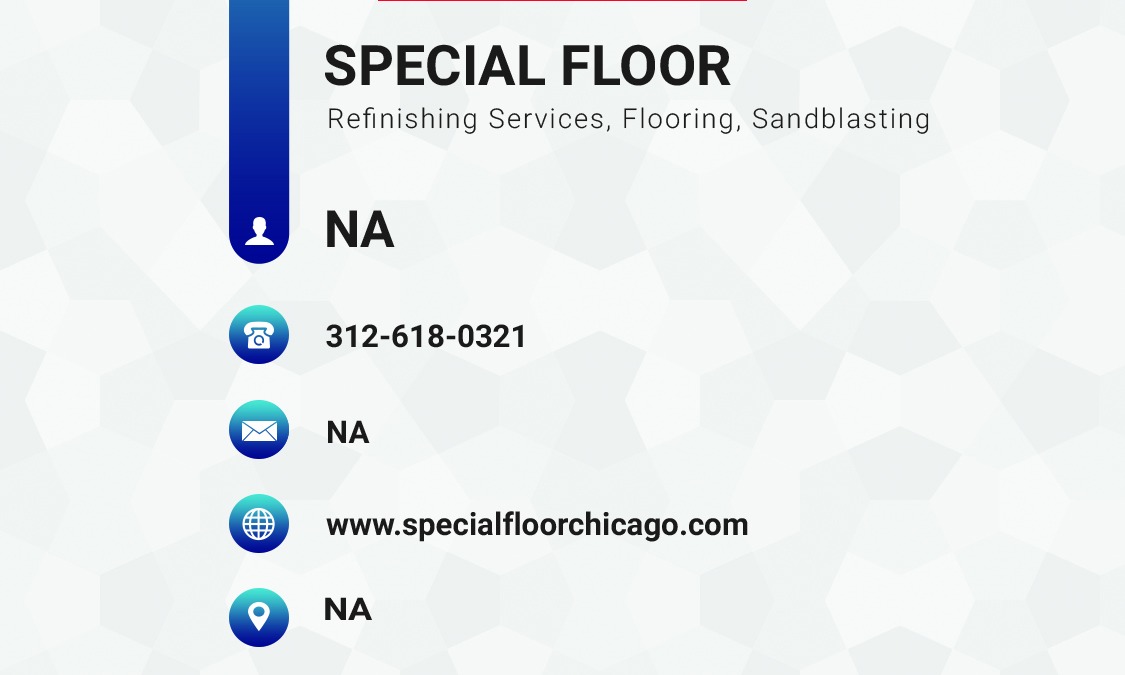 SPECIAL FLOOR
Refinishing Services, Flooring, Sandblasting
NA
312-618-0321
NA
www.specialfloorchicago.com
NA